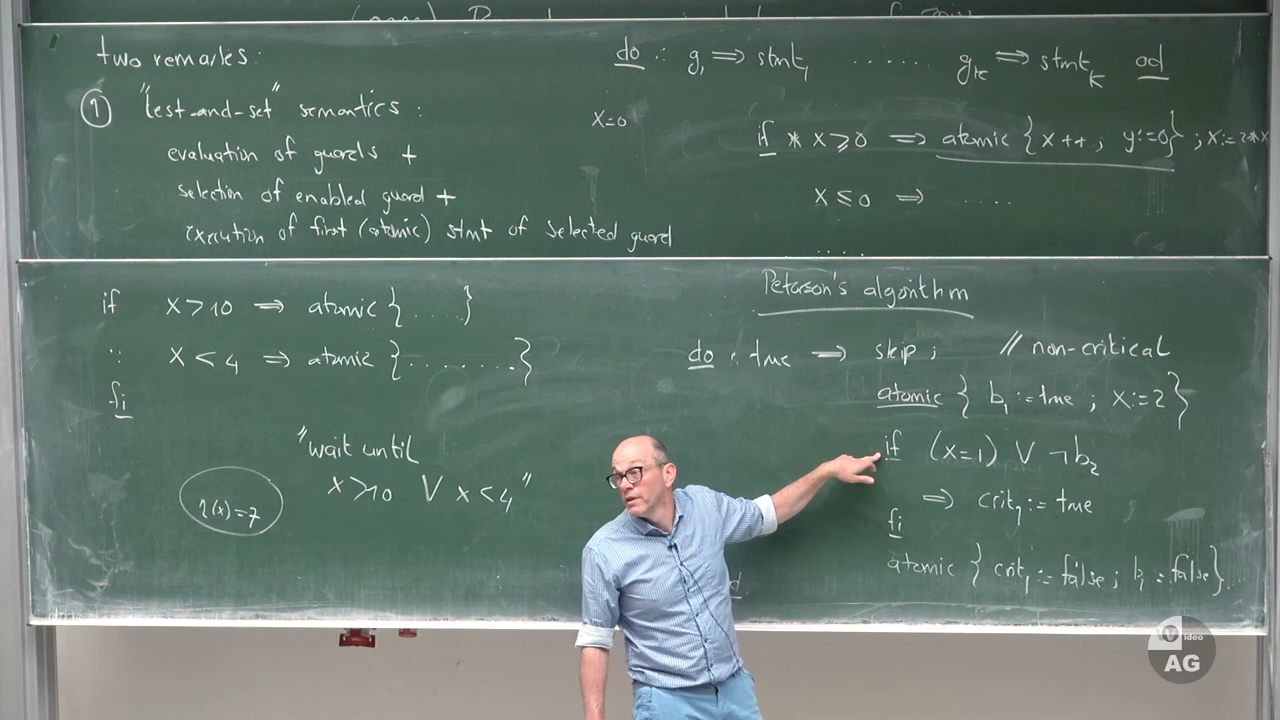 two remarks:
do :: g₁ ⇒ stmt₁ ...... gₖ ⇒ stmtₖ od
① "test-and-set" semantics :
evaluation of guards +
selection of enabled guard +
execution of first (atomic) stmt of selected guard
x=0
if * x⩾0 ⇒ atomic { x++ ; y:=0} ; x:=2*x
x ≤ 0 ⇒ .....
.....
if x>10 ⇒ atomic { .... }
:: x < 4 ⇒ atomic {.......}
fi
"wait until
x>10 ∨ x<4"
η(x)=7
Peterson's algorithm
do : true ⇒ skip ; // non-critical
atomic { b₁ := true ; x:=2 }
if (x=1) ∨ ¬b₂
⇒ crit₁ := true
fi
atomic { crit₁ := false ; b₁ := false}
Video
AG